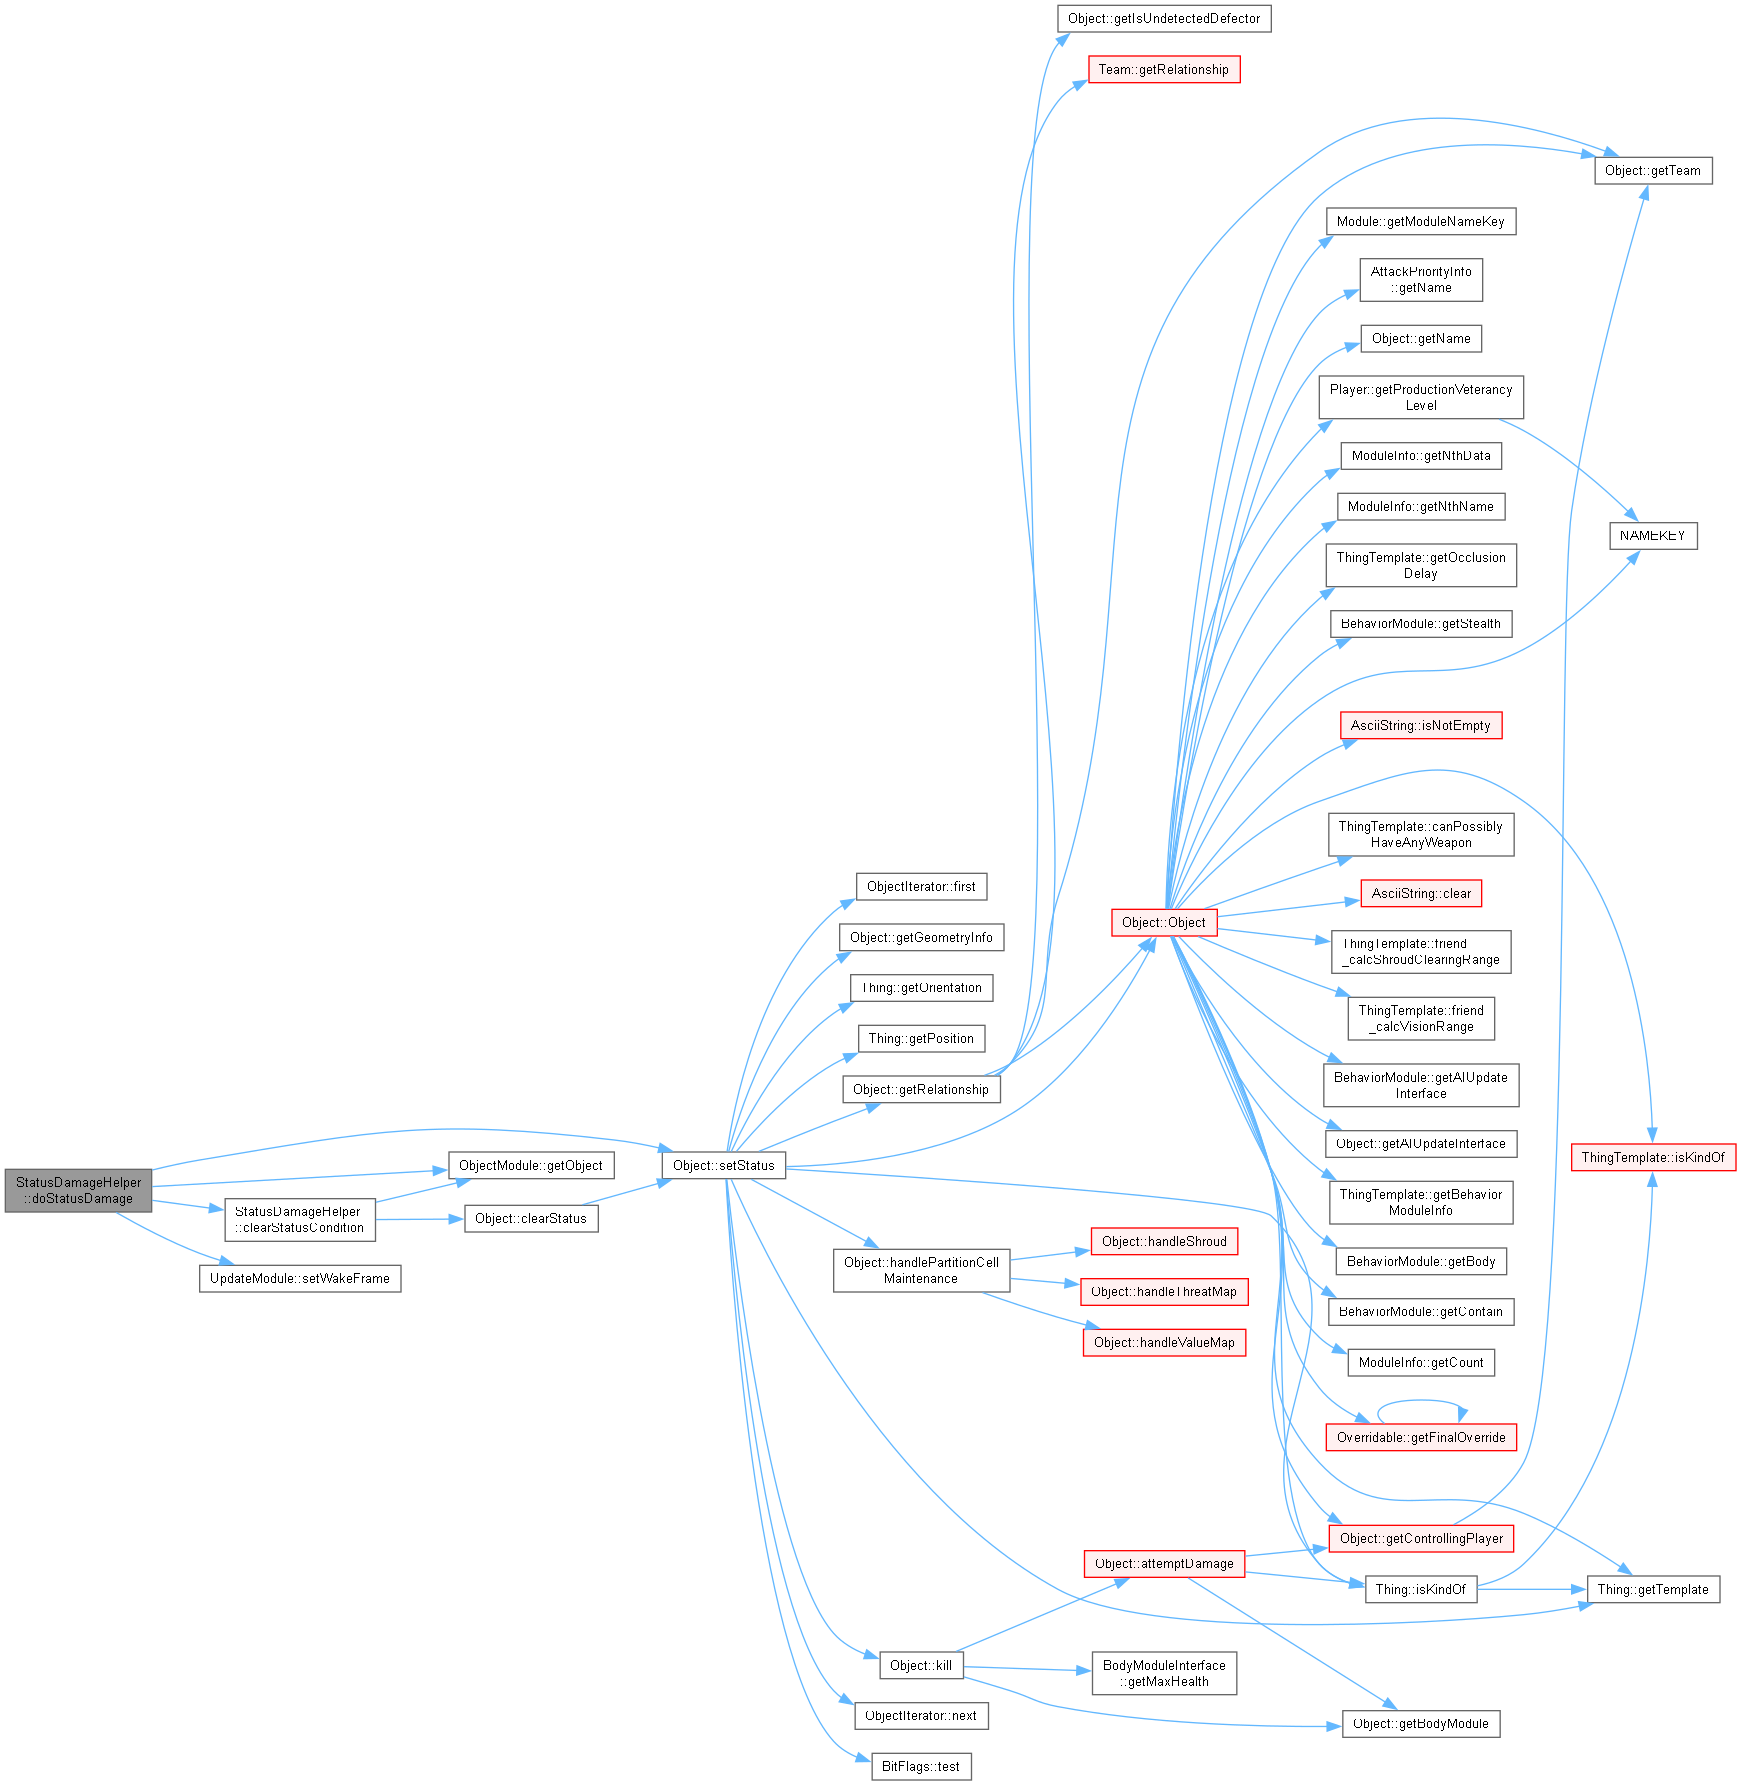 Object::getIsUndetectedDefector
Team::getRelationship
Object::getTeam
Module::getModuleNameKey
AttackPriorityInfo
::getName
Object::getName
Player::getProductionVeterancy
Level
ModuleInfo::getNthData
ModuleInfo::getNthName
NAMEKEY
ThingTemplate::getOcclusion
Delay
BehaviorModule::getStealth
AsciiString::isNotEmpty
ThingTemplate::canPossibly
HaveAnyWeapon
ObjectIterator::first
AsciiString::clear
Object::Object
Object::getGeometryInfo
ThingTemplate::friend
_calcShroudClearingRange
Thing::getOrientation
ThingTemplate::friend
_calcVisionRange
Thing::getPosition
Object::getRelationship
BehaviorModule::getAIUpdate
Interface
Object::getAIUpdateInterface
ThingTemplate::isKindOf
ObjectModule::getObject
Object::setStatus
StatusDamageHelper
::doStatusDamage
ThingTemplate::getBehavior
ModuleInfo
StatusDamageHelper
::clearStatusCondition
Object::clearStatus
Object::handleShroud
BehaviorModule::getBody
Object::handlePartitionCell
Maintenance
UpdateModule::setWakeFrame
Object::handleThreatMap
BehaviorModule::getContain
Object::handleValueMap
ModuleInfo::getCount
Overridable::getFinalOverride
Object::getControllingPlayer
Object::attemptDamage
Thing::isKindOf
Thing::getTemplate
Object::kill
BodyModuleInterface
::getMaxHealth
ObjectIterator::next
Object::getBodyModule
BitFlags::test